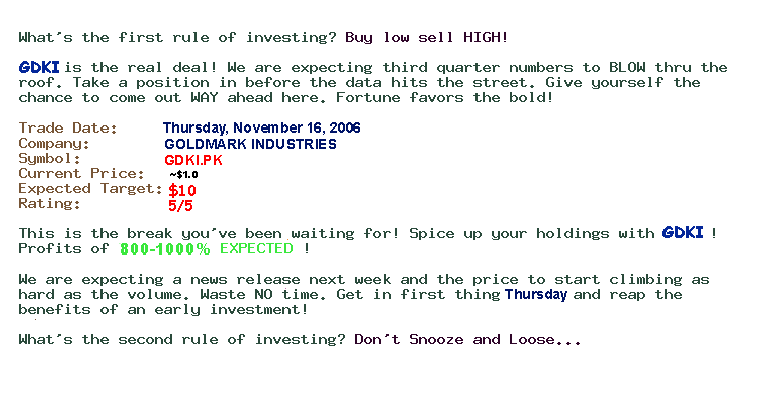 What's the first rule of investing? Buy low sell HIGH!
GDKI is the real deal! We are expecting third quarter numbers to BLOW thru the
roof. Take a position in before the data hits the street. Give yourself the
chance to come out WAY ahead here. Fortune favors the bold!
Trade Date: Thursday, November 16, 2006
Company: GOLDMARK INDUSTRIES
Symbol: GDKI.PK
Current Price: ~$1.0
Expected Target: $10
Rating: 5/5
This is the break you've been waiting for! Spice up your holdings with GDKI !
Profits of 800-1000% EXPECTED !
We are expecting a news release next week and the price to start climbing as
hard as the volume. Waste NO time. Get in first thing Thursday and reap the
benefits of an early investment!
What's the second rule of investing? Don't Snooze and Loose...